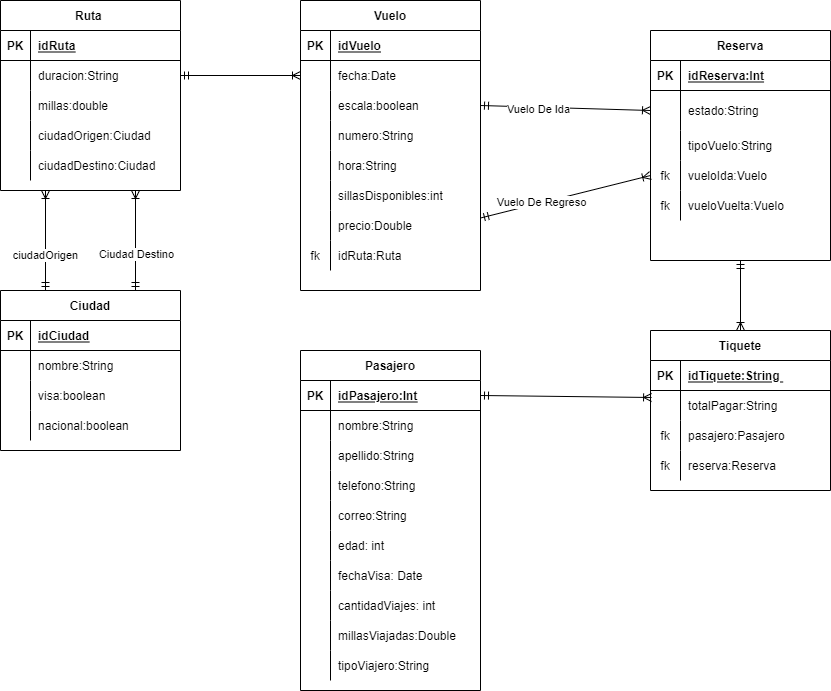 Ruta
PK idRuta
duracion:String
millas:double
ciudadOrigen:Ciudad
ciudadDestino:Ciudad
Vuelo
PK idVuelo
fecha:Date
escala:boolean
numero:String
hora:String
sillasDisponibles:int
precio:Double
fk idRuta:Ruta
Reserva
PK idReserva:Int
estado:String
tipoVuelo:String
fk vueloIda:Vuelo
fk vueloVuelta:Vuelo
Vuelo De Ida
Vuelo De Regreso
ciudadOrigen
Ciudad Destino
Ciudad
PK idCiudad
nombre:String
visa:boolean
nacional:boolean
Pasajero
PK idPasajero:Int
nombre:String
apellido:String
telefono:String
correo:String
edad: int
fechaVisa: Date
cantidadViajes: int
millasViajadas:Double
tipoViajero:String
Tiquete
PK idTiquete:String
totalPagar:String
fk pasajero:Pasajero
fk reserva:Reserva